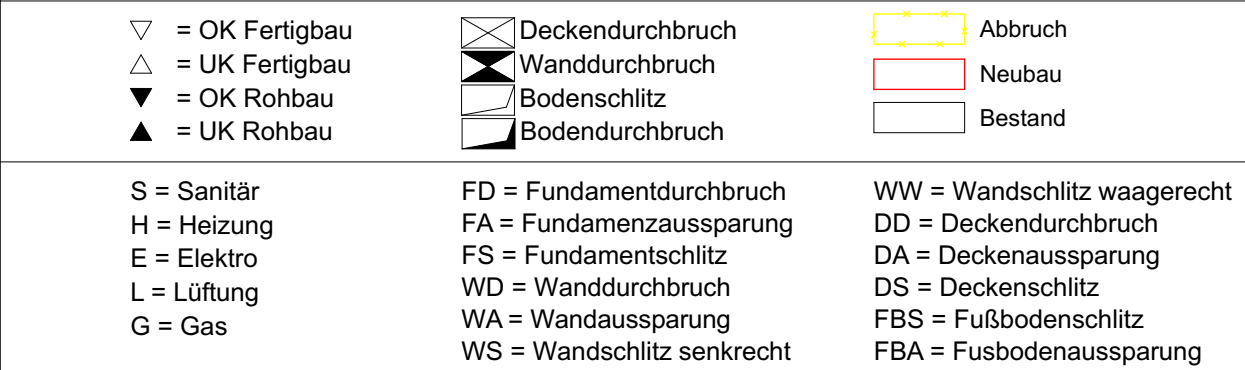 = OK Fertigbau
= UK Fertigbau
= OK Rohbau
= UK Rohbau
Deckendurchbruch
Wanddurchbruch
Bodenschlitz
Bodendurchbruch
Abbruch
Neubau
Bestand
S = Sanitär
H = Heizung
E = Elektro
L = Lüftung
G = Gas
FD = Fundamentdurchbruch
FA = Fundamenzaussparung
FS = Fundamentschlitz
WD = Wanddurchbruch
WA = Wandaussparung
WS = Wandschlitz senkrecht
WW = Wandschlitz waagerecht
DD = Deckendurchbruch
DA = Deckenaussparung
DS = Deckenschlitz
FBS = Fußbodenschlitz
FBA = Fusbodenaussparung